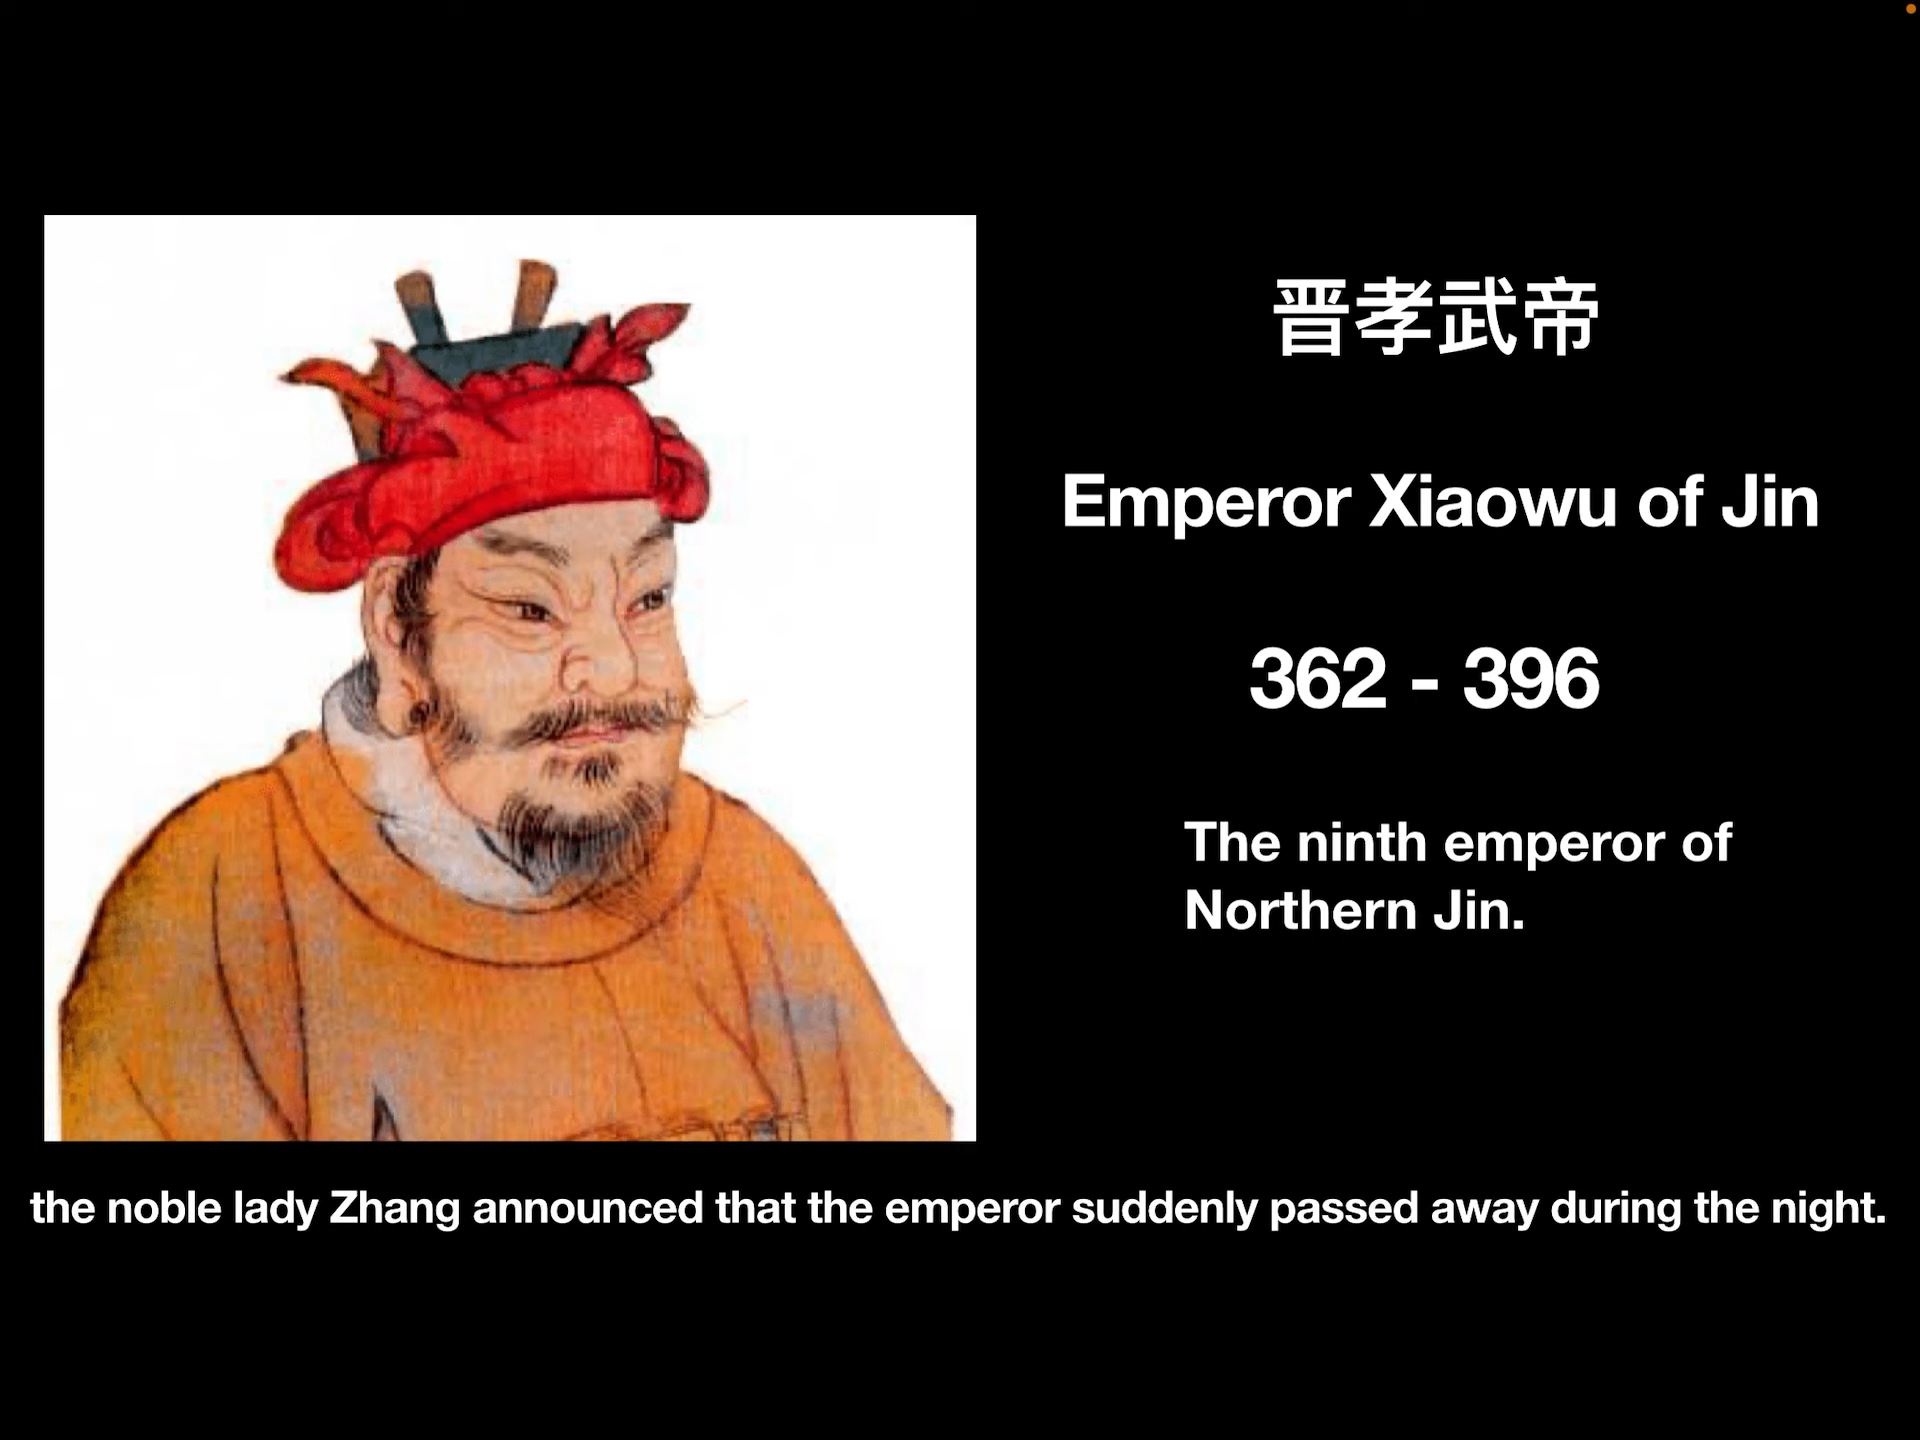 晋孝武帝
Emperor Xiaowu of Jin
362 - 396
The ninth emperor of
Northern Jin.
the noble lady Zhang announced that the emperor suddenly passed away during the night.